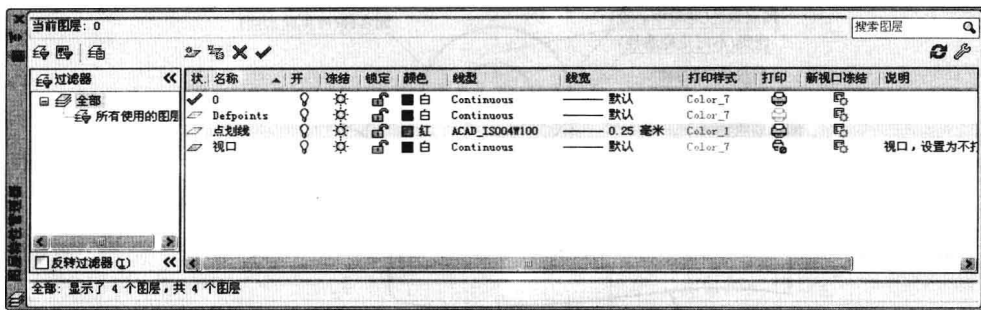 当前图层: 0
搜索图层
过滤器 «
状. 名称 开 冻结 锁定 颜色 线型 线宽 打印样式 打印 新视口冻结 说明
全部
所有使用的图层
0 白 Continuous 默认 Color_7
Defpoints 白 Continuous 默认 Color_7
点划线 红 ACAD_ISO04W100 0.25 毫米 Color_7
视口 白 Continuous 默认 Color_7 视口，设置为不打
反转过滤器(I) «
全部: 显示了 4 个图层，共 4 个图层
图层特性管理器